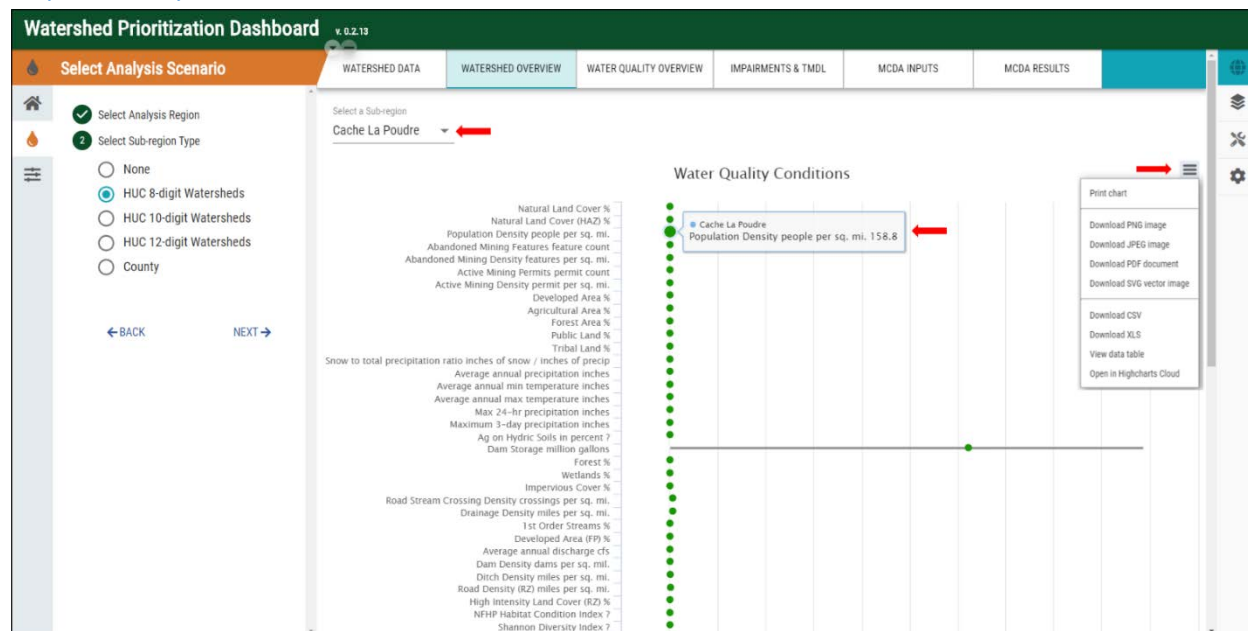 Watershed Prioritization Dashboard v. 0.2.13
Select Analysis Scenario
WATERSHED DATA
WATERSHED OVERVIEW
WATER QUALITY OVERVIEW
IMPAIRMENTS & TMDL
MCDA INPUTS
MCDA RESULTS
Select Analysis Region
2 Select Sub-region Type
None
HUC 8-digit Watersheds
HUC 10-digit Watersheds
HUC 12-digit Watersheds
County
BACK
NEXT
Select a Sub-region
Cache La Poudre
Water Quality Conditions
Natural Land Cover %
Natural Land Cover (HAZ) %
Population Density people per sq. mi.
Abandoned Mining Features feature count
Abandoned Mining Density features per sq. mi.
Active Mining Permits permit count
Active Mining Density permit per sq. mi.
Developed Area %
Agricultural Area %
Forest Area %
Public Land %
Tribal Land %
Snow to total precipitation ratio inches of snow / inches of precip
Average annual precipitation inches
Average annual min temperature inches
Average annual max temperature inches
Max 24-hr precipitation inches
Maximum 3-day precipitation inches
Ag on Hydric Soils in percent ?
Dam Storage million gallons
Forest %
Wetlands %
Impervious Cover %
Road Stream Crossing Density crossings per sq. mi.
Drainage Density miles per sq. mi.
1st Order Streams %
Developed Area (FP) %
Average annual discharge cfs
Dam Density dams per sq. mil.
Ditch Density miles per sq. mi.
Road Density (RZ) miles per sq. mi.
High Intensity Land Cover (RZ) %
NFHP Habitat Condition Index ?
Shannon Diversity Index ?
Cache La Poudre
Population Density people per sq. mi. 158.8
Print chart
Download PNG image
Download JPEG image
Download PDF document
Download SVG vector image
Download CSV
Download XLS
View data table
Open in Highcharts Cloud